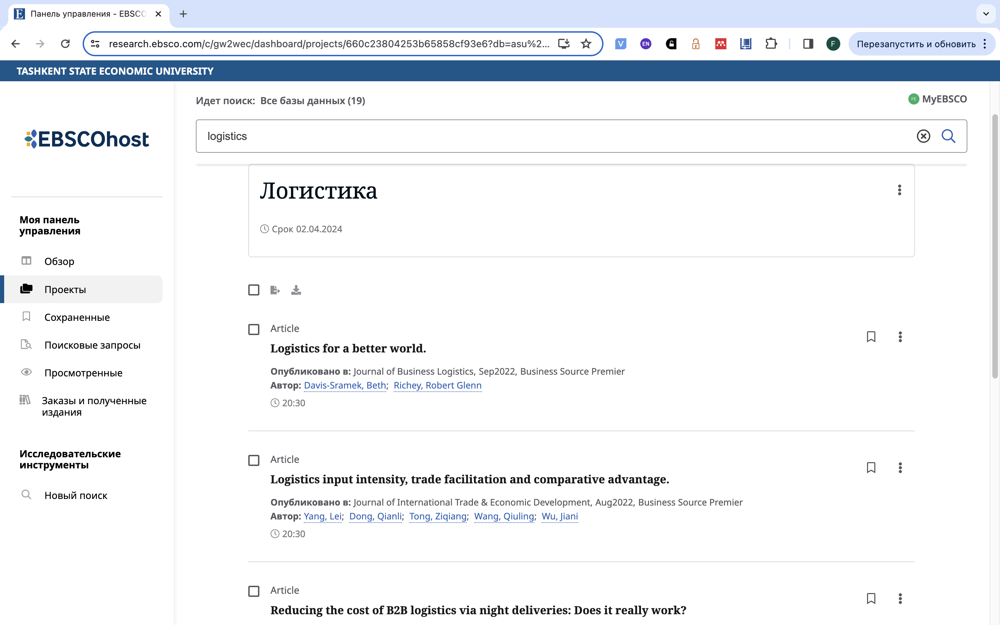 Панель управления - EBSCO
research.ebsco.com/c/gw2wec/dashboard/projects/660c23804253b65858cf93e6?db=asu%2...
V
EN
F
Перезапустить и обновить
TASHKENT STATE ECONOMIC UNIVERSITY
EBSCOhost
Моя панель
управления
Обзор
Проекты
Сохраненные
Поисковые запросы
Просмотренные
Заказы и полученные
издания
Исследовательские
инструменты
Новый поиск
Идет поиск: Все базы данных (19)
FE MyEBSCO
logistics
Логистика
Срок 02.04.2024
Article
Logistics for a better world.
Опубликовано в: Journal of Business Logistics, Sep2022, Business Source Premier
Автор: Davis-Sramek, Beth; Richey, Robert Glenn
20:30
Article
Logistics input intensity, trade facilitation and comparative advantage.
Опубликовано в: Journal of International Trade & Economic Development, Aug2022, Business Source Premier
Автор: Yang, Lei; Dong, Qianli; Tong, Ziqiang; Wang, Qiuling; Wu, Jiani
20:30
Article
Reducing the cost of B2B logistics via night deliveries: Does it really work?